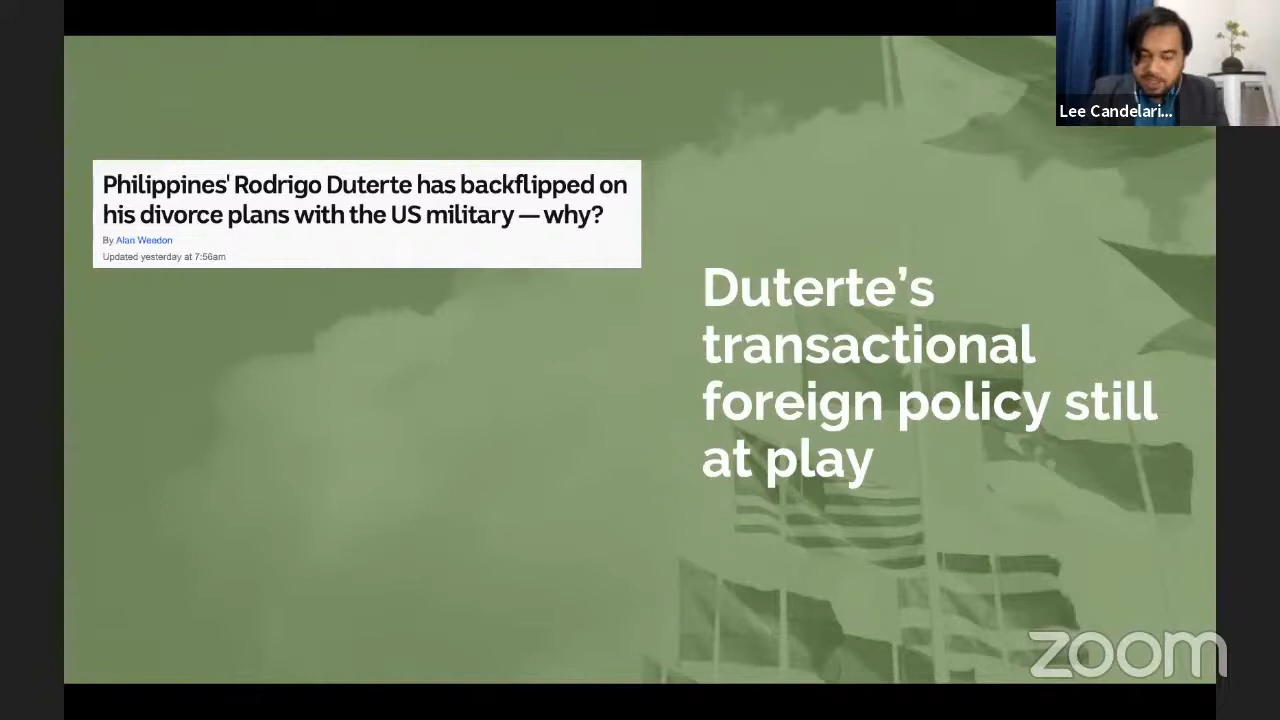 Lee Candelari...
Philippines' Rodrigo Duterte has backflipped on
his divorce plans with the US military — why?
By Alan Weedon
Updated yesterday at 7:56am
Duterte’s
transactional
foreign policy still
at play
zoom